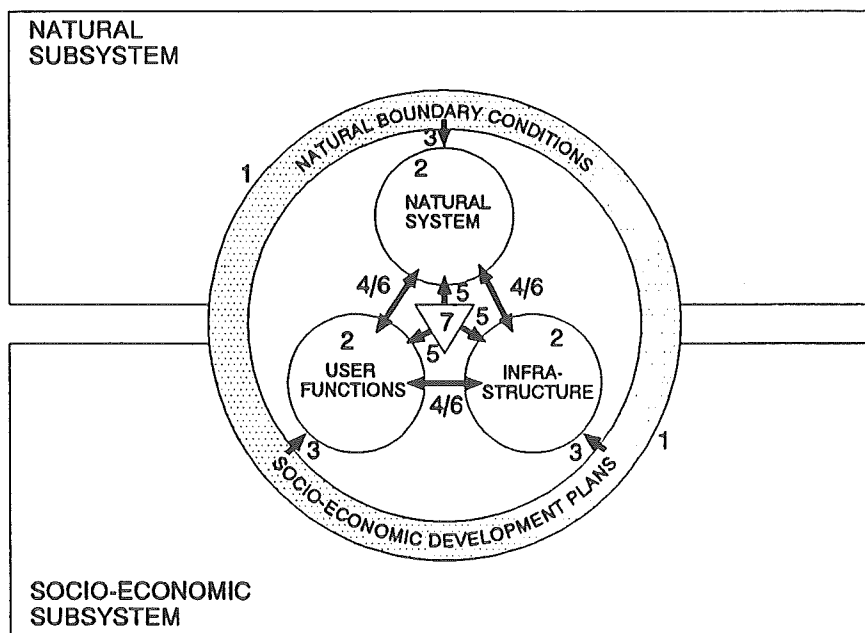 NATURAL
SUBSYSTEM
NATURAL BOUNDARY CONDITIONS
1
3
2
NATURAL
SYSTEM
4/6
5
4/6
7
5
2
5
2
USER
FUNCTIONS
INFRA-
STRUCTURE
4/6
3
3
1
SOCIO-ECONOMIC DEVELOPMENT PLANS
SOCIO-ECONOMIC
SUBSYSTEM